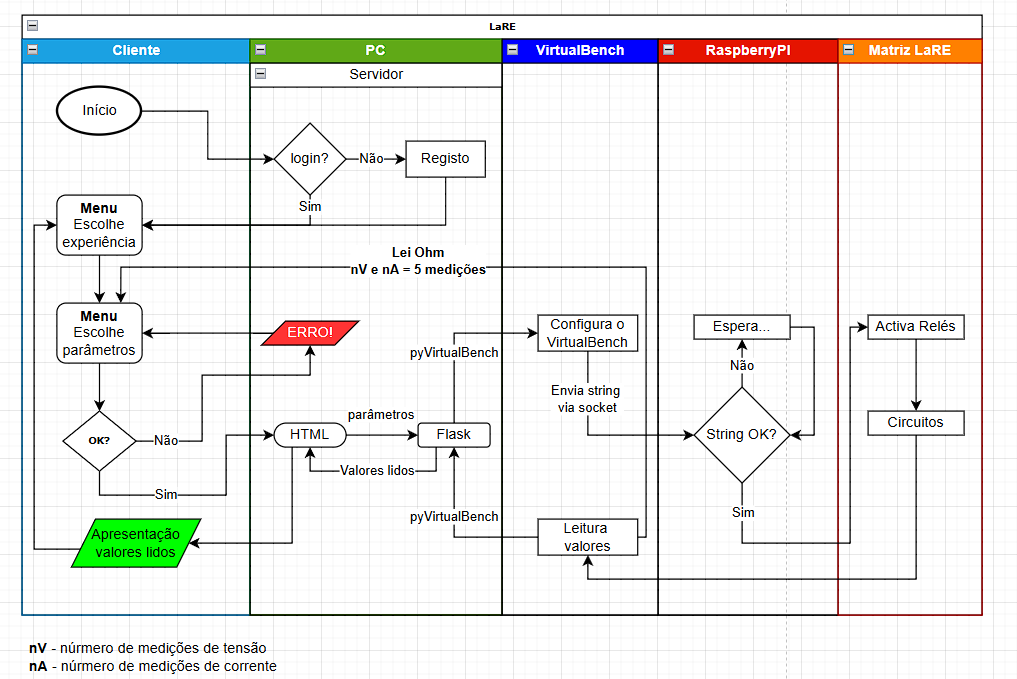 LaRE
Cliente
PC
VirtualBench
RaspberryPI
Matriz LaRE
Servidor
Início
login?
Não
Registo
Sim
Menu
Escolhe
experiência
Lei Ohm
nV e nA = 5 medições
Menu
Escolhe
parâmetros
ERRO!
pyVirtualBench
Configura o
VirtualBench
Espera...
Activa Relés
Envia string
via socket
Não
OK?
Não
HTML
parâmetros
Flask
String OK?
Circuitos
Valores lidos
Sim
pyVirtualBench
Sim
Apresentação
valores lidos
Leitura
valores
nV - núrmero de medições de tensão
nA - núrmero de medições de corrente